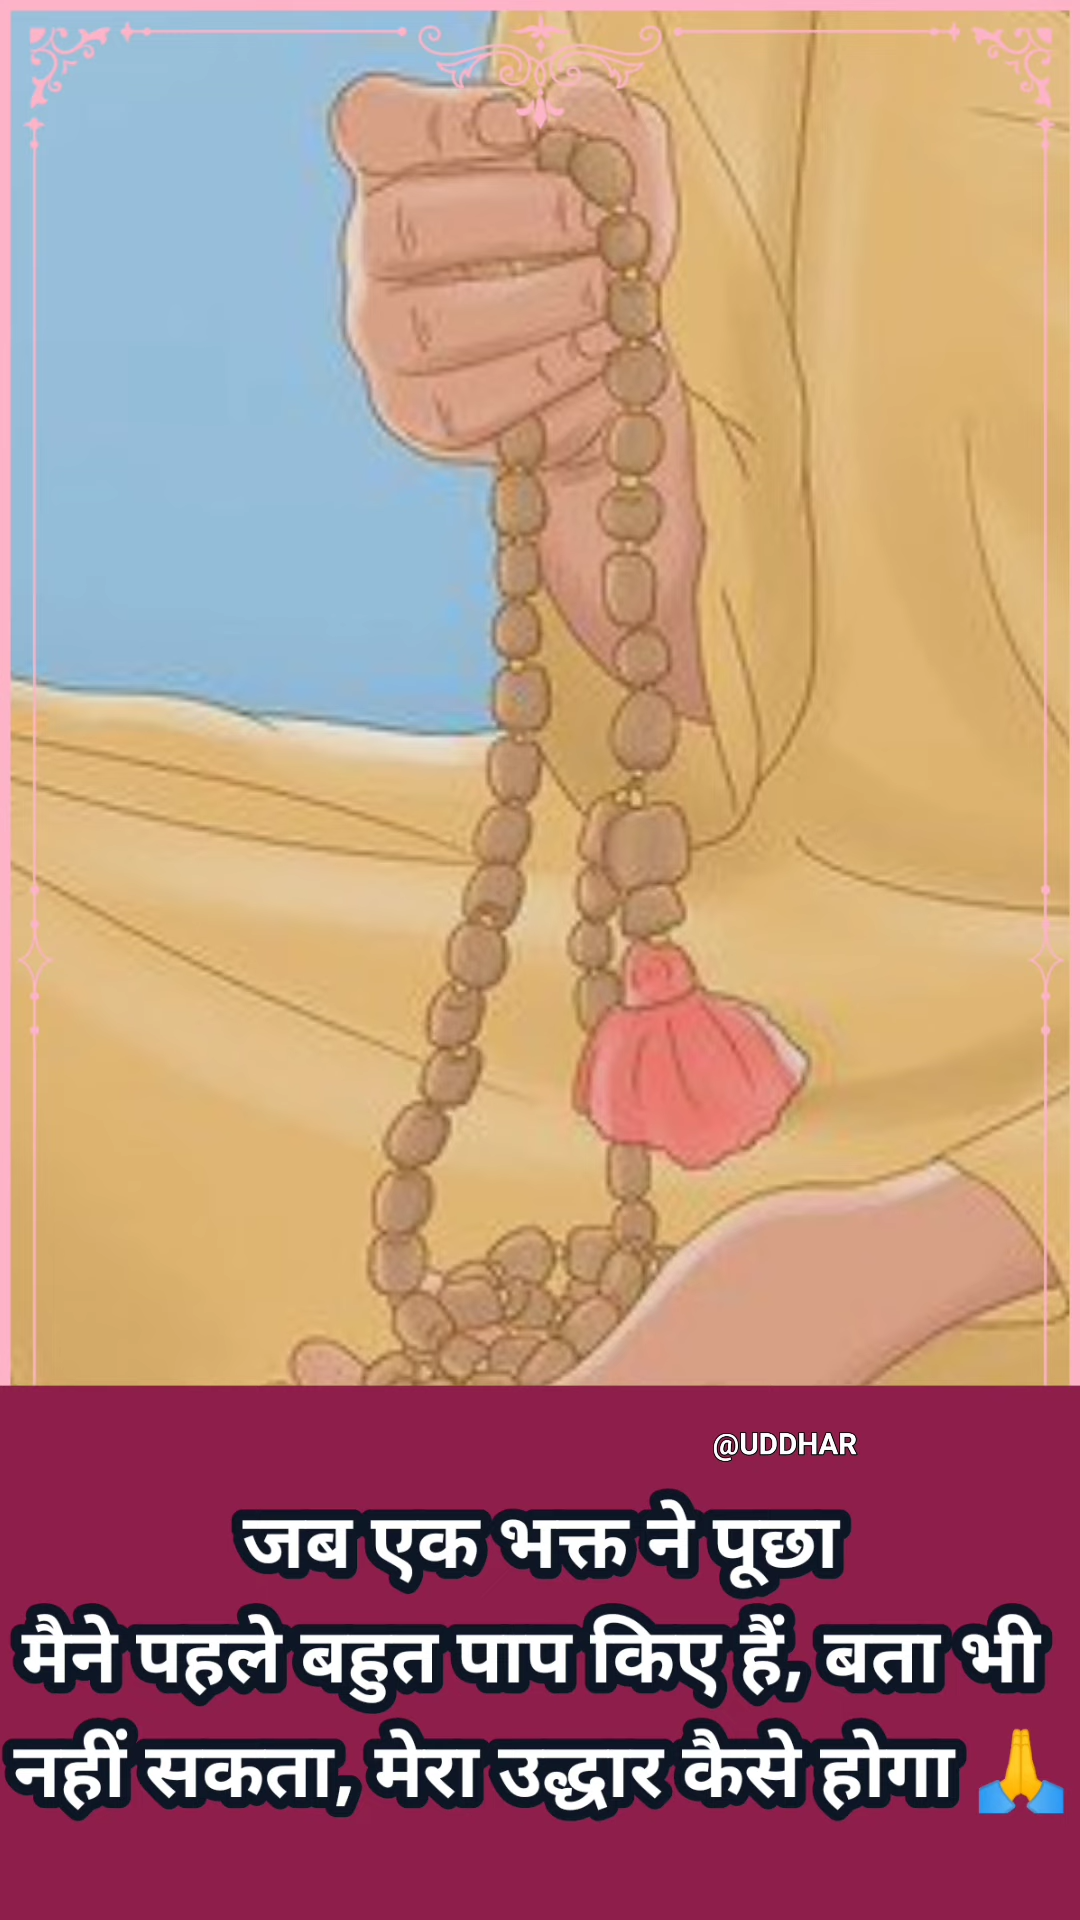 @UDDHAR
जब एक भक्त ने पूछा
मैने पहले बहुत पाप किए हैं, बता भी
नहीं सकता, मेरा उद्धार कैसे होगा 🙏